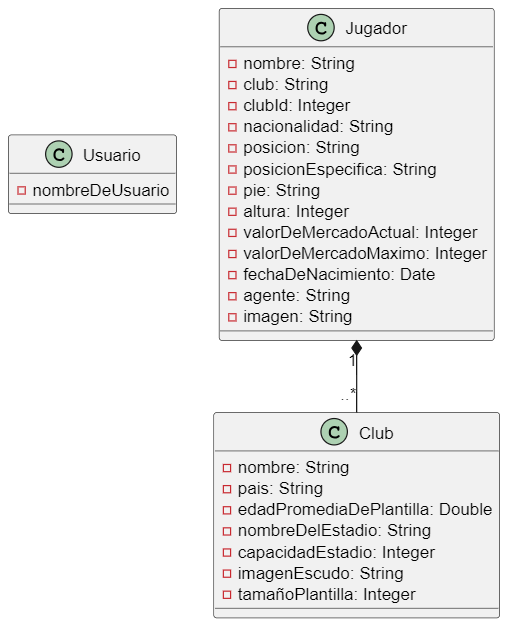 C Jugador
nombre: String
club: String
clubId: Integer
nacionalidad: String
posicion: String
posicionEspecifica: String
pie: String
altura: Integer
valorDeMercadoActual: Integer
valorDeMercadoMaximo: Integer
fechaDeNacimiento: Date
agente: String
imagen: String
C Usuario
nombreDeUsuario
1
..*
C Club
nombre: String
pais: String
edadPromediaDePlantilla: Double
nombreDelEstadio: String
capacidadEstadio: Integer
imagenEscudo: String
tamañoPlantilla: Integer